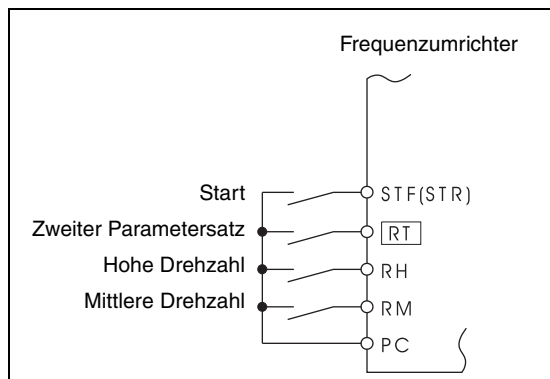 Frequenzumrichter
Start STF(STR)
Zweiter Parametersatz RT
Hohe Drehzahl RH
Mittlere Drehzahl RM
PC